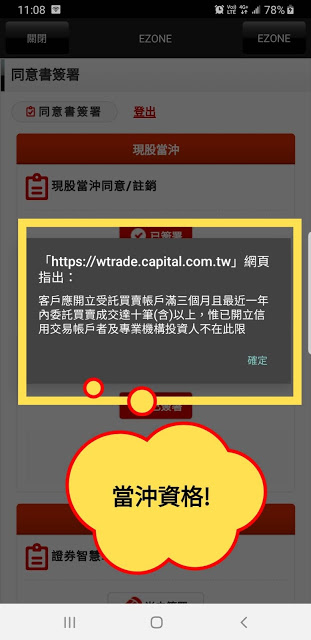 11:08
78%
關閉
EZONE
EZONE
同意書簽署
同意書簽署
登出
現股當沖
現股當沖同意/註銷
已簽署
「https://wtrade.capital.com.tw」網頁
指出：
客戶應開立受託買賣帳戶滿三個月且最近一年
內委託買賣成交達十筆(含)以上，惟已開立信
用交易帳戶者及專業機構投資人不在此限
確定
已簽署
當沖資格!
證券智慧